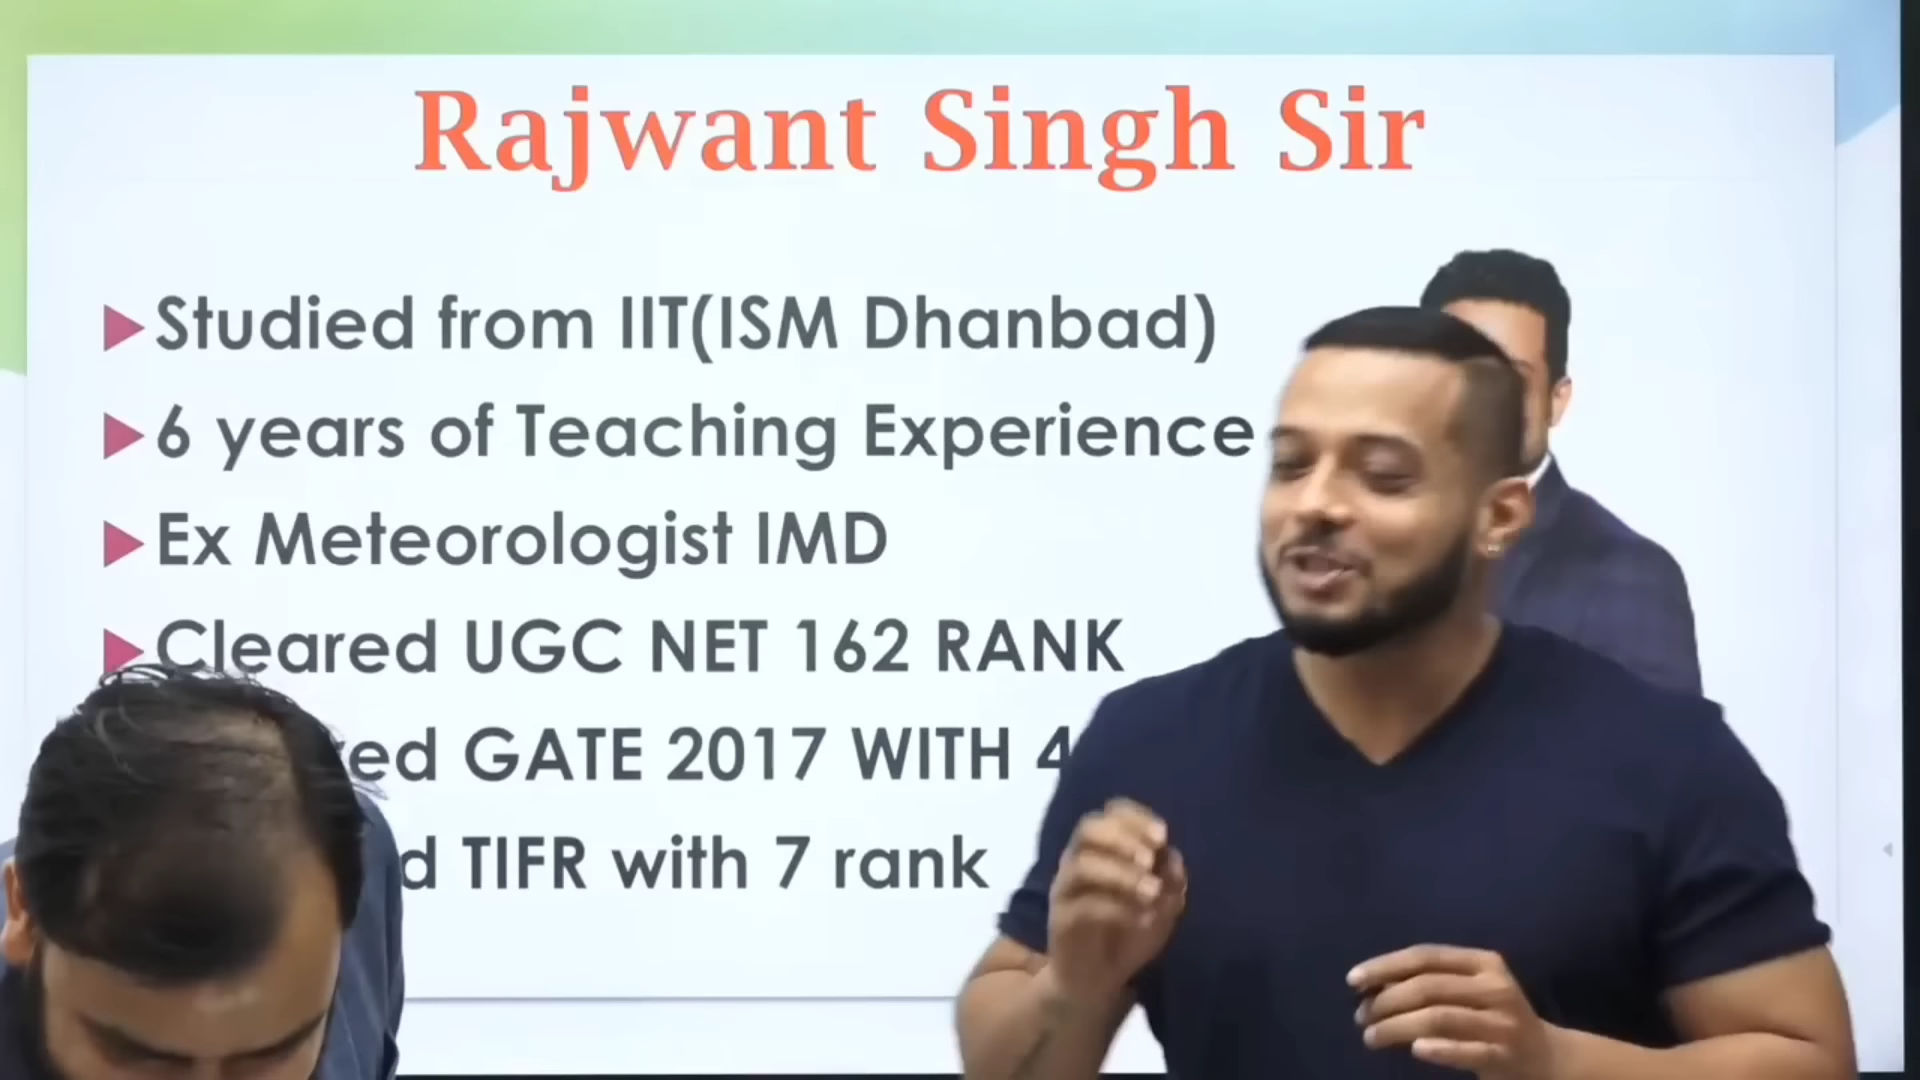 Rajwant Singh Sir
Studied from IIT(ISM Dhanbad)
6 years of Teaching Experience
Ex Meteorologist IMD
Cleared UGC NET 162 RANK
GATE 2017 WITH
TIFR with 7 rank